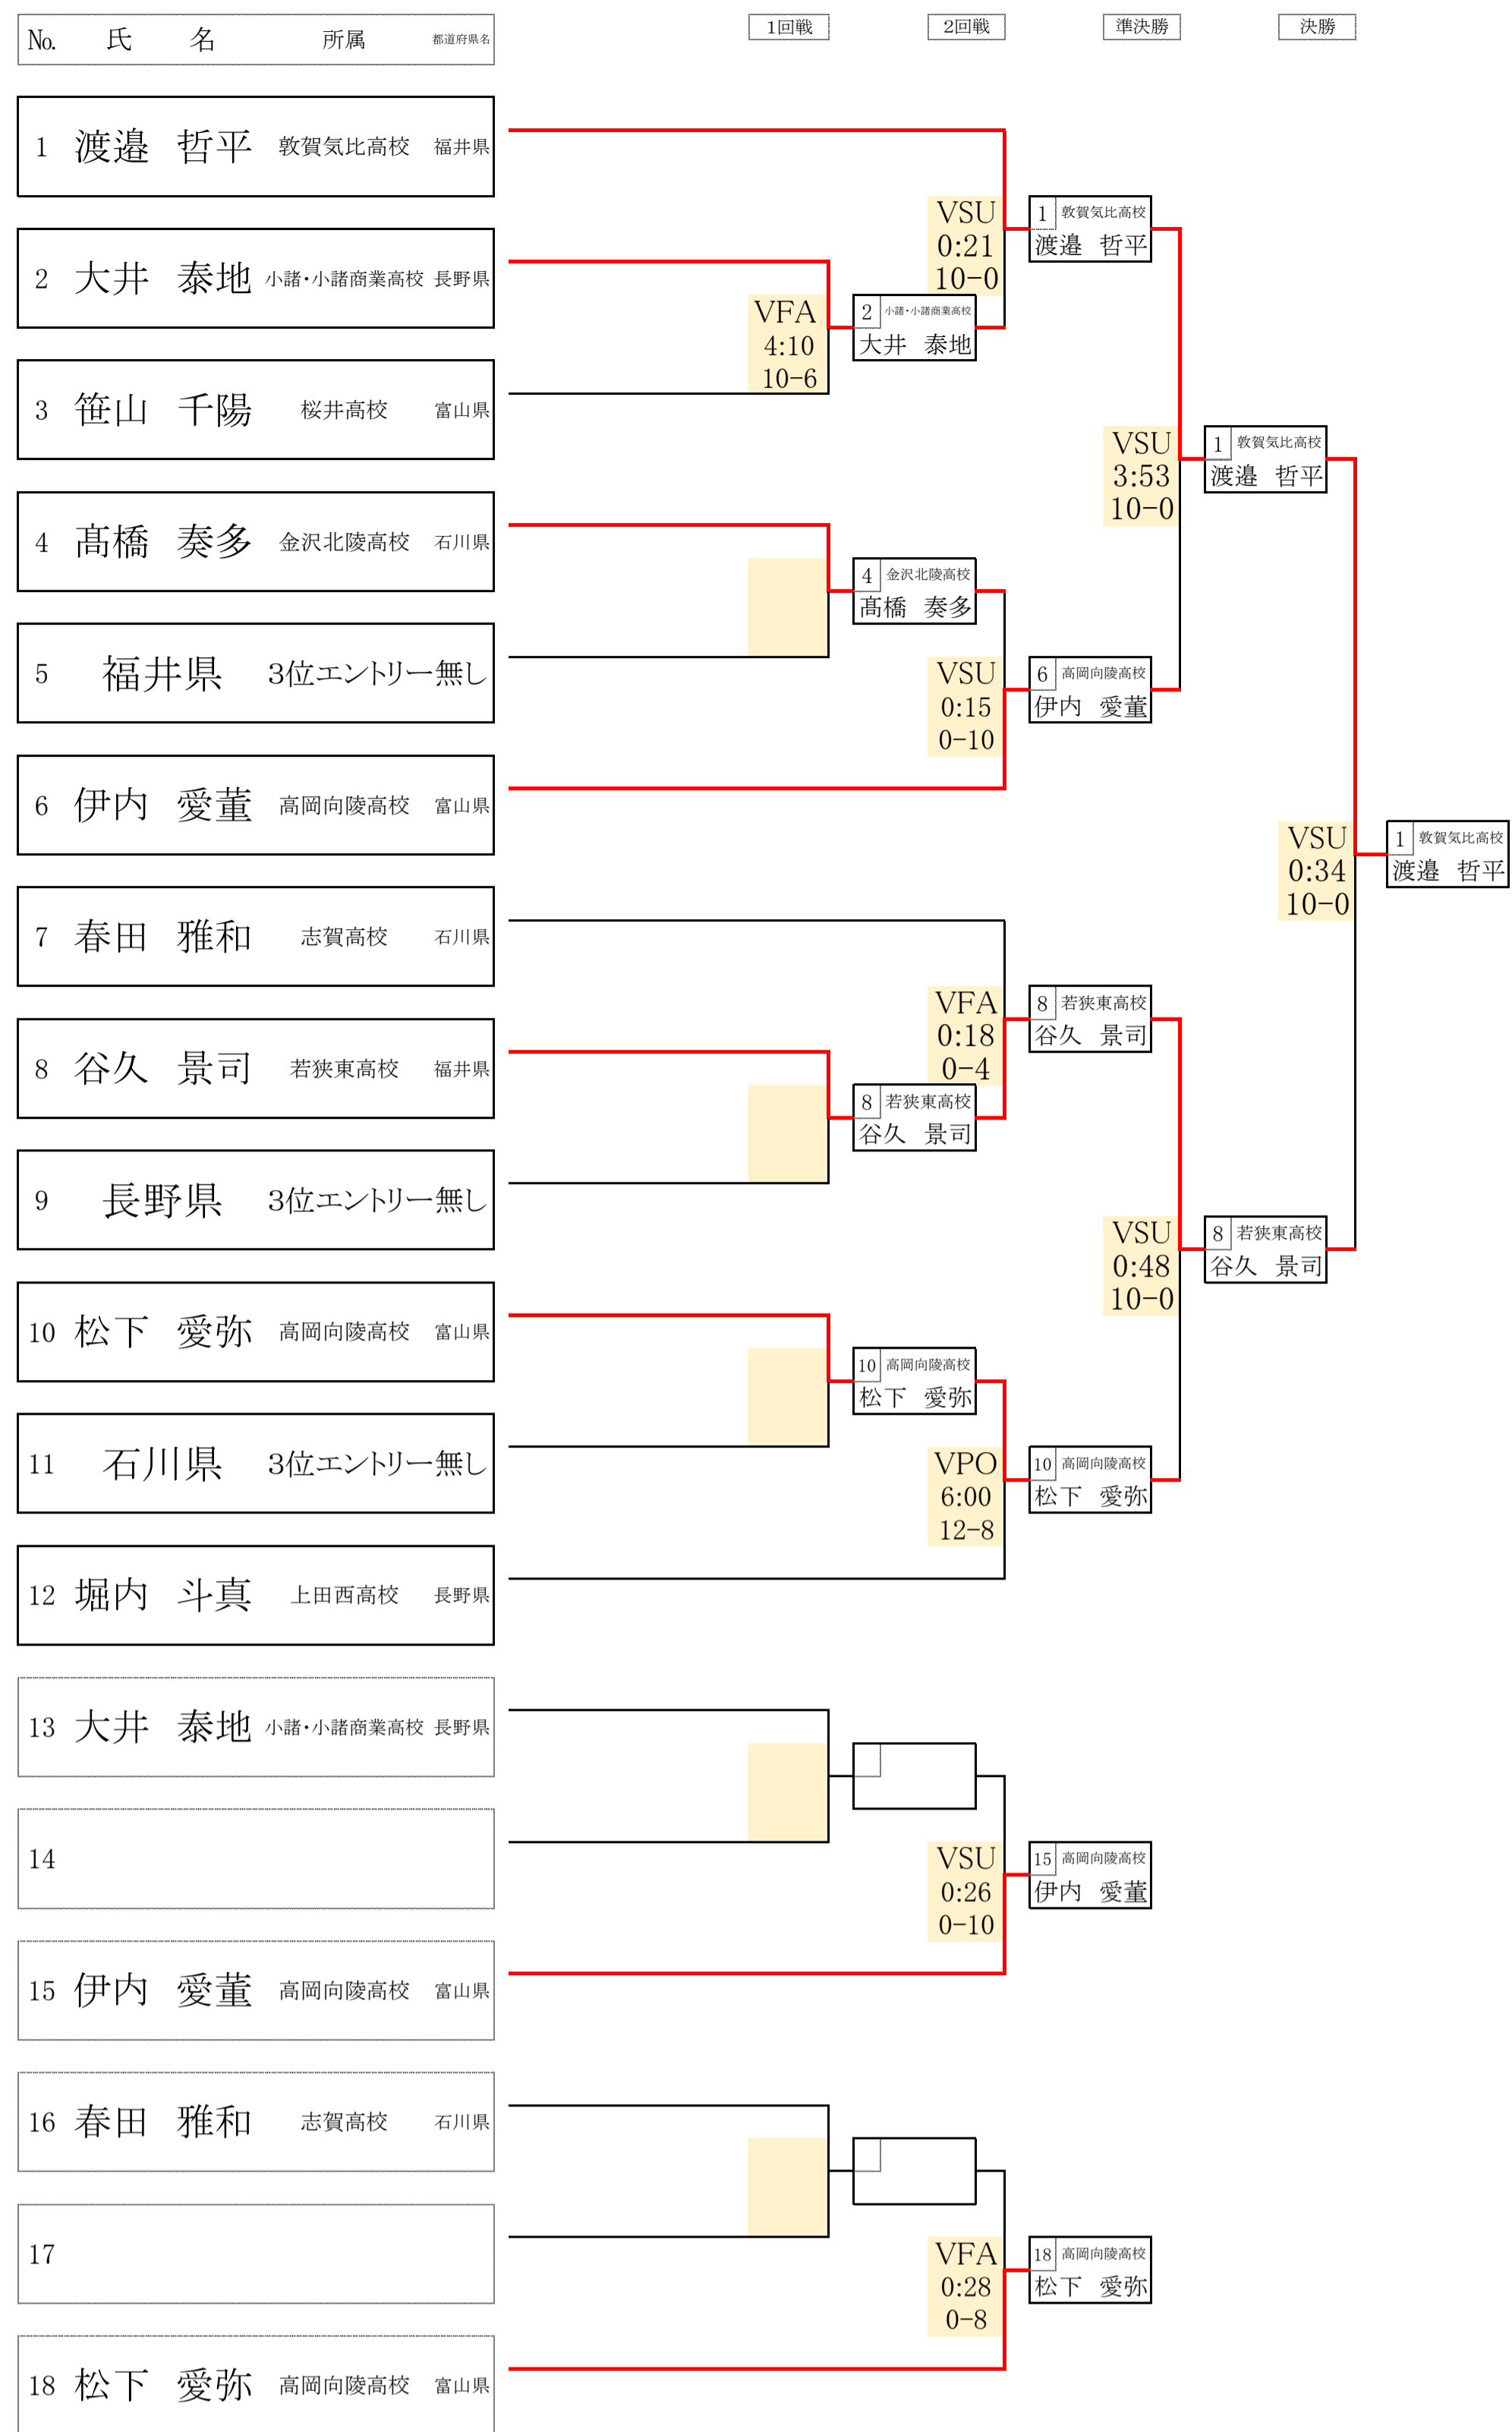 No. 氏 名 所属 都道府県名 1回戦 2回戦 準決勝 決勝
1 渡邉 哲平 敦賀気比高校 福井県
VSU
0:21
10-0
1 敦賀気比高校
渡邉 哲平
2 大井 泰地 小諸・小諸商業高校 長野県
VFA
4:10
10-6
2 小諸・小諸商業高校
大井 泰地
3 笹山 千陽 桜井高校 富山県
VSU
3:53
10-0
1 敦賀気比高校
渡邉 哲平
4 髙橋 奏多 金沢北陵高校 石川県
4 金沢北陵高校
髙橋 奏多
5 福井県 3位エントリー無し
VSU
0:15
0-10
6 高岡向陵高校
伊内 愛董
6 伊内 愛董 高岡向陵高校 富山県
VSU
0:34
10-0
1 敦賀気比高校
渡邉 哲平
7 春田 雅和 志賀高校 石川県
VFA
0:18
0-4
8 若狭東高校
谷久 景司
8 谷久 景司 若狭東高校 福井県
8 若狭東高校
谷久 景司
9 長野県 3位エントリー無し
VSU
0:48
10-0
8 若狭東高校
谷久 景司
10 松下 愛弥 高岡向陵高校 富山県
10 高岡向陵高校
松下 愛弥
11 石川県 3位エントリー無し
VPO
6:00
12-8
10 高岡向陵高校
松下 愛弥
12 堀内 斗真 上田西高校 長野県
13 大井 泰地 小諸・小諸商業高校 長野県
14
VSU
0:26
0-10
15 高岡向陵高校
伊内 愛董
15 伊内 愛董 高岡向陵高校 富山県
16 春田 雅和 志賀高校 石川県
17
VFA
0:28
0-8
18 高岡向陵高校
松下 愛弥
18 松下 愛弥 高岡向陵高校 富山県